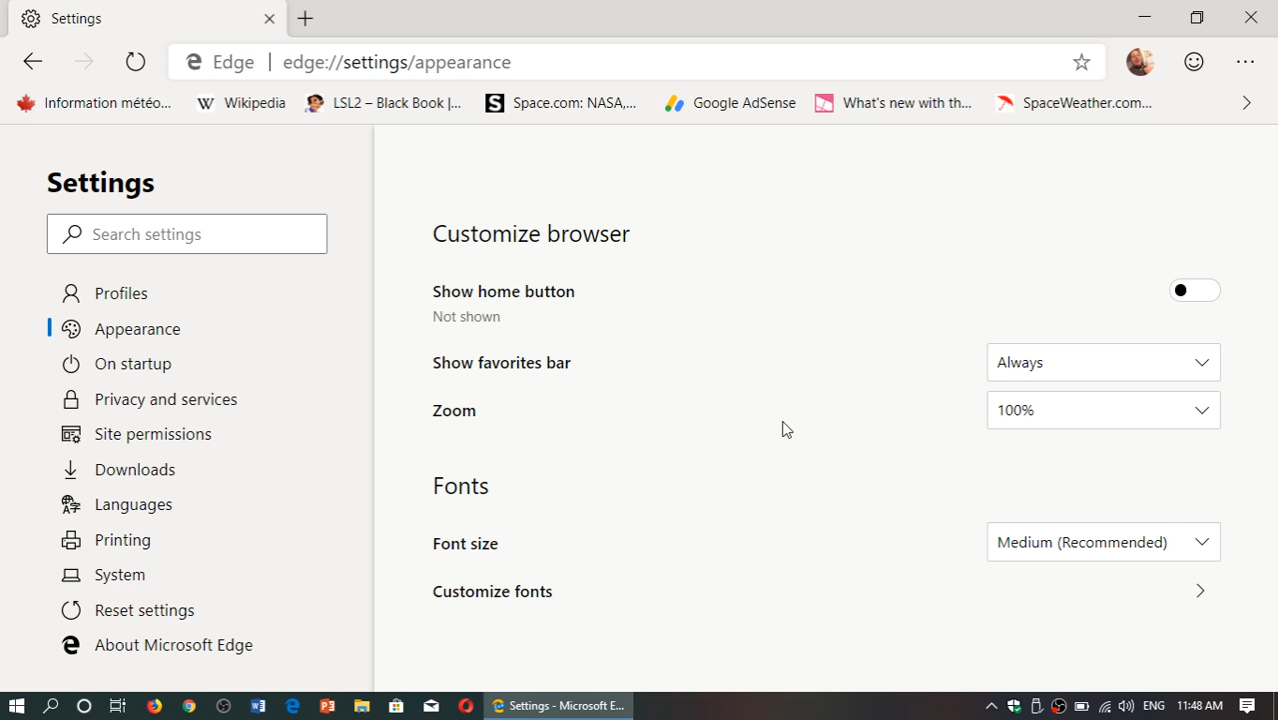 Settings
Edge | edge://settings/appearance
Information météo... Wikipedia LSL2 – Black Book |... Space.com: NASA,... Google AdSense What's new with th... SpaceWeather.com...
Settings
Search settings
Profiles
Appearance
On startup
Privacy and services
Site permissions
Downloads
Languages
Printing
System
Reset settings
About Microsoft Edge
Customize browser
Show home button
Not shown
Show favorites bar Always
Zoom 100%
Fonts
Font size Medium (Recommended)
Customize fonts
Settings - Microsoft E... ENG 11:48 AM